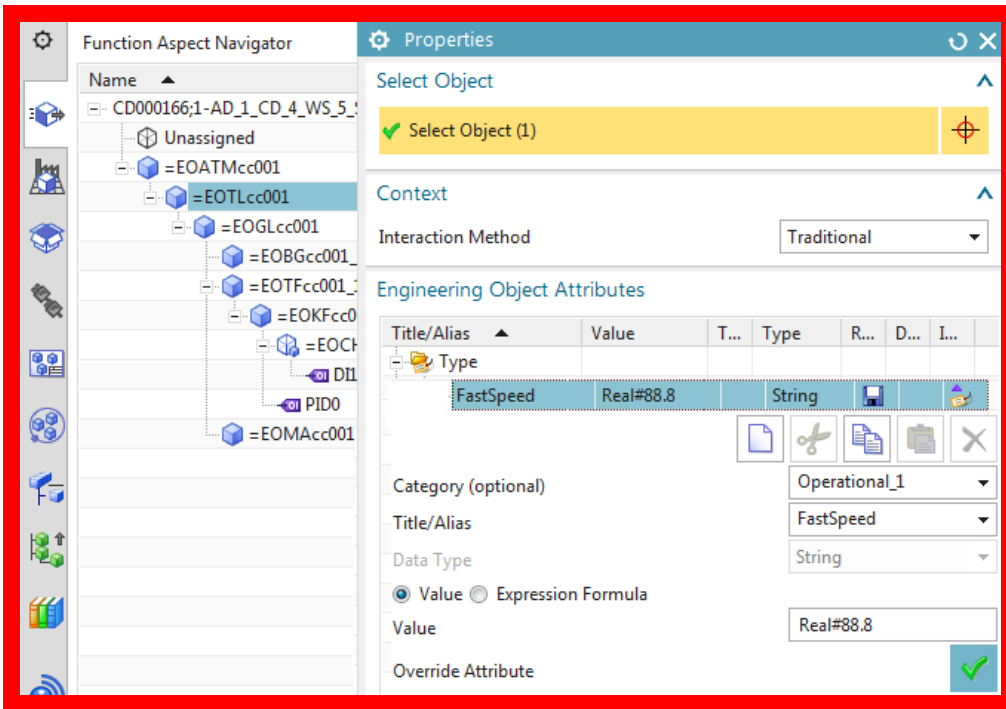 Function Aspect Navigator
Name
CD000166;1-AD_1_CD_4_WS_5_
Unassigned
=EOATMcc001
=EOTLcc001
=EOGLcc001
=EOBGcc001_
=EOTFcc001_
=EOKFcc0
=EOCH
DI1
PID0
=EOMAcc001
Properties
Select Object
Select Object (1)
Context
Interaction Method Traditional
Engineering Object Attributes
Title/Alias Value T... Type R... D... I...
Type
FastSpeed Real#88.8 String
Category (optional) Operational_1
Title/Alias FastSpeed
Data Type String
Value Expression Formula
Value Real#88.8
Override Attribute